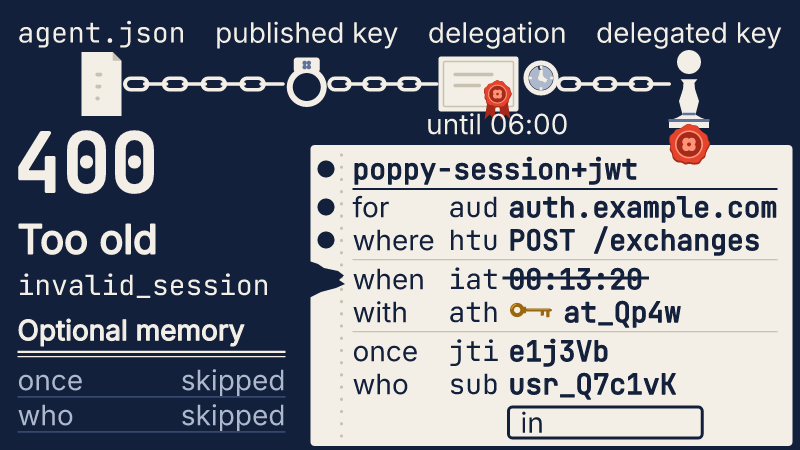 agent.json published key delegation delegated key
until 06:00
400
Too old
invalid_session
Optional memory
once skipped
who skipped
poppy-session+jwt
for aud auth.example.com
where htu POST /exchanges
when iat 00:13:20
with ath at_Qp4w
once jti e1j3Vb
who sub usr_Q7c1vK
in